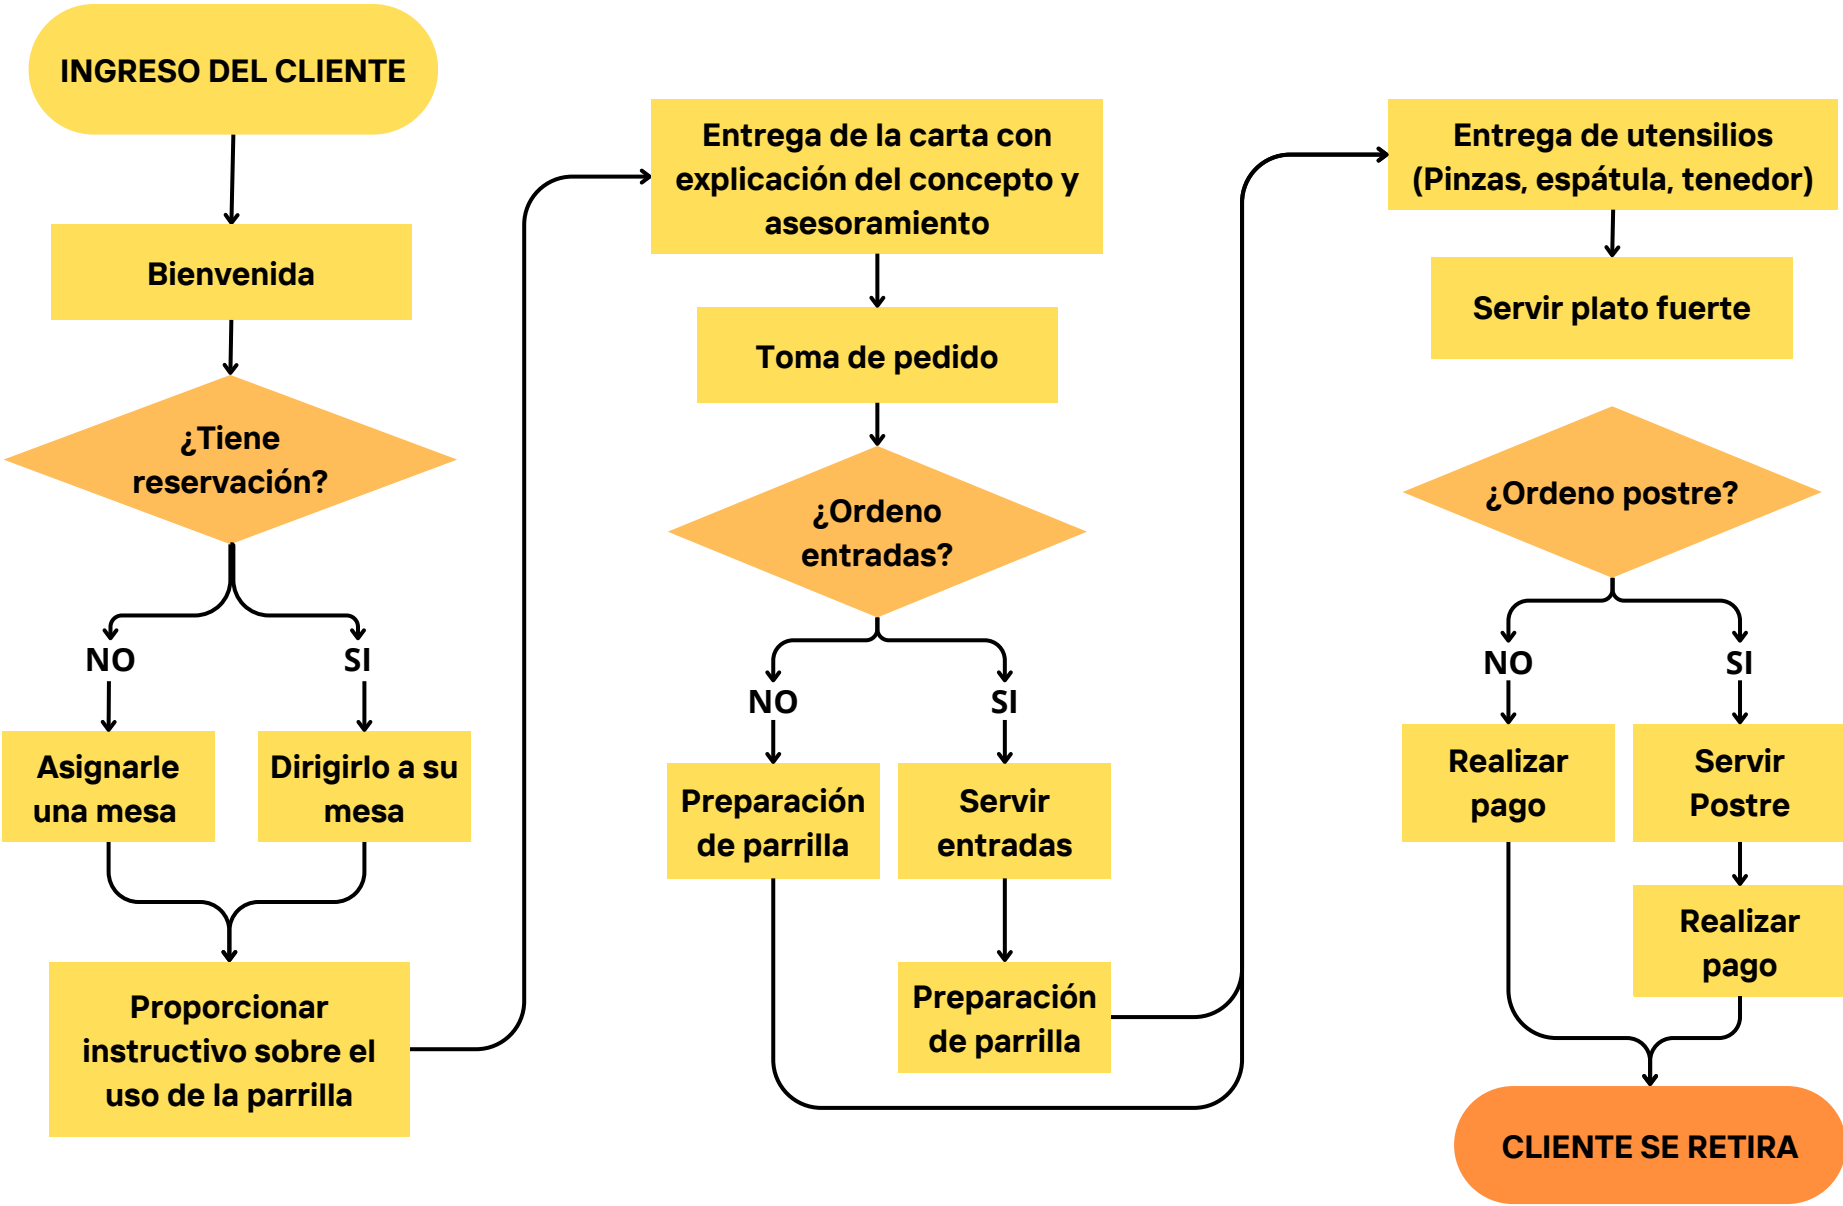 INGRESO DEL CLIENTE
Bienvenida
¿Tiene
reservación?
NO
SI
Asignarle
una mesa
Dirigirlo a su
mesa
Proporcionar
instructivo sobre el
uso de la parrilla
Entrega de la carta con
explicación del concepto y
asesoramiento
Toma de pedido
¿Ordeno
entradas?
NO
SI
Preparación
de parrilla
Servir
entradas
Preparación
de parrilla
Entrega de utensilios
(Pinzas, espátula, tenedor)
Servir plato fuerte
¿Ordeno postre?
NO
SI
Realizar
pago
Servir
Postre
Realizar
pago
CLIENTE SE RETIRA